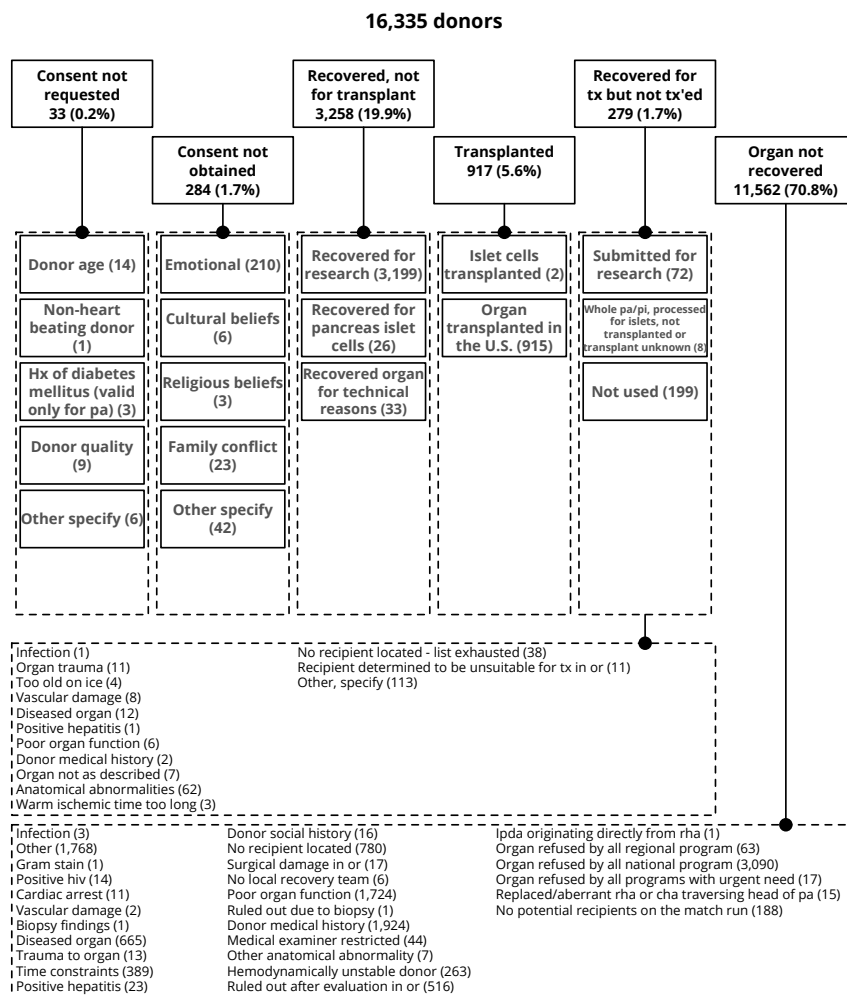 16,335 donors
Consent not
requested
33 (0.2%)
Recovered, not
for transplant
3,258 (19.9%)
Recovered for
tx but not tx'ed
279 (1.7%)
Consent not
obtained
284 (1.7%)
Transplanted
917 (5.6%)
Organ not
recovered
11,562 (70.8%)
Donor age (14)
Non-heart
beating donor
(1)
Hx of diabetes
mellitus (valid
only for pa) (3)
Donor quality
(9)
Other specify (6)
Emotional (210)
Cultural beliefs
(6)
Religious beliefs
(3)
Family conflict
(23)
Other specify
(42)
Recovered for
research (3,199)
Recovered for
pancreas islet
cells (26)
Recovered organ
for technical
reasons (33)
Islet cells
transplanted (2)
Organ
transplanted in
the U.S. (915)
Submitted for
research (72)
Whole pa/pi, processed
for islets, not
transplanted or
transplant unknown (8)
Not used (199)
Infection (1)
Organ trauma (11)
Too old on ice (4)
Vascular damage (8)
Diseased organ (12)
Positive hepatitis (1)
Poor organ function (6)
Donor medical history (2)
Organ not as described (7)
Anatomical abnormalities (62)
Warm ischemic time too long (3)
No recipient located - list exhausted (38)
Recipient determined to be unsuitable for tx in or (11)
Other, specify (113)
Infection (3)
Other (1,768)
Gram stain (1)
Positive hiv (14)
Cardiac arrest (11)
Vascular damage (2)
Biopsy findings (1)
Diseased organ (665)
Trauma to organ (13)
Time constraints (389)
Positive hepatitis (23)
Donor social history (16)
No recipient located (780)
Surgical damage in or (17)
No local recovery team (6)
Poor organ function (1,724)
Ruled out due to biopsy (1)
Donor medical history (1,924)
Medical examiner restricted (44)
Other anatomical abnormality (7)
Hemodynamically unstable donor (263)
Ruled out after evaluation in or (516)
Ipda originating directly from rha (1)
Organ refused by all regional program (63)
Organ refused by all national program (3,090)
Organ refused by all programs with urgent need (17)
Replaced/aberrant rha or cha traversing head of pa (15)
No potential recipients on the match run (188)